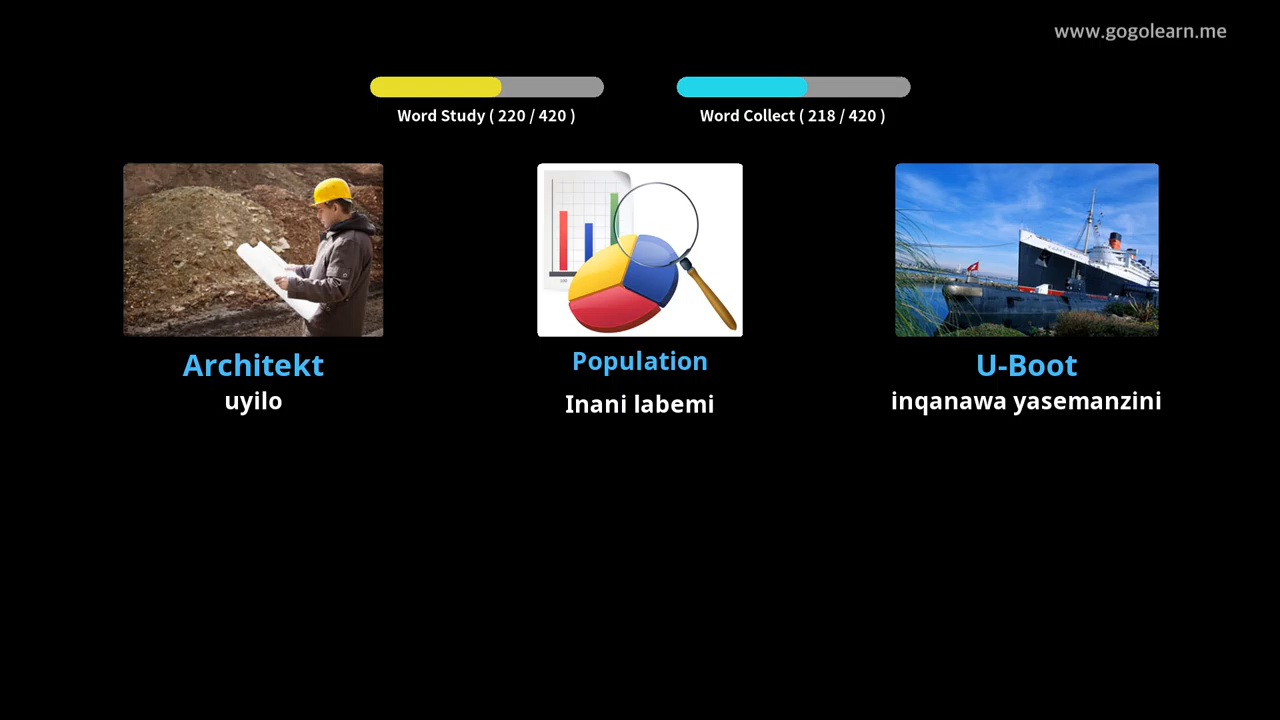 www.gogolearn.me
Word Study ( 220 / 420 )
Word Collect ( 218 / 420 )
Architekt
uyilo
Population
Inani labemi
U-Boot
inqanawa yasemanzini